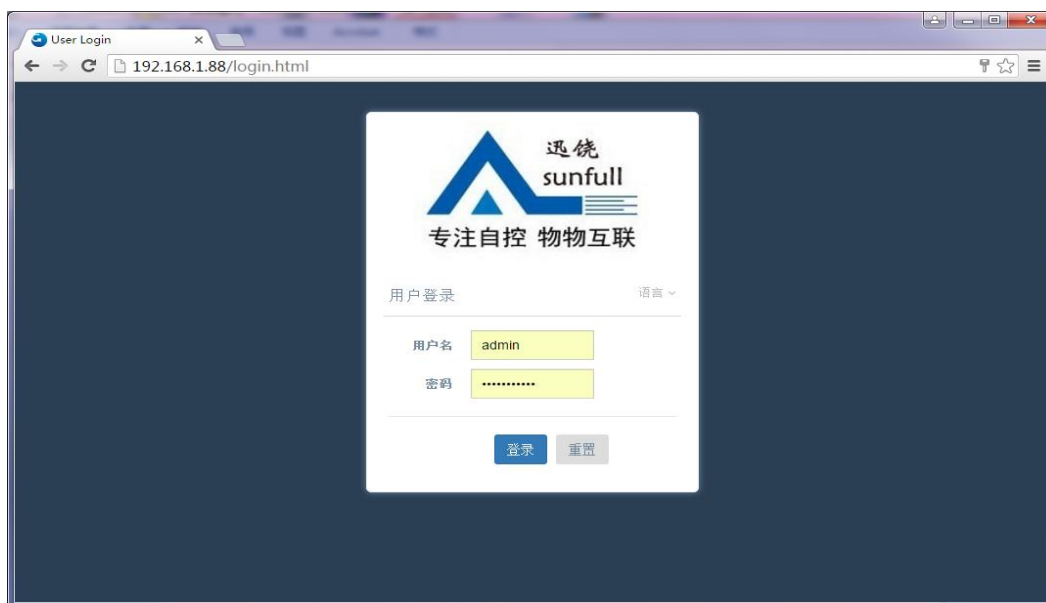 User Login
192.168.1.88/login.html
迅饶
sunfull
专注自控 物物互联
用户登录
语言
用户名 admin
密码 •••••••••••
登录 重置